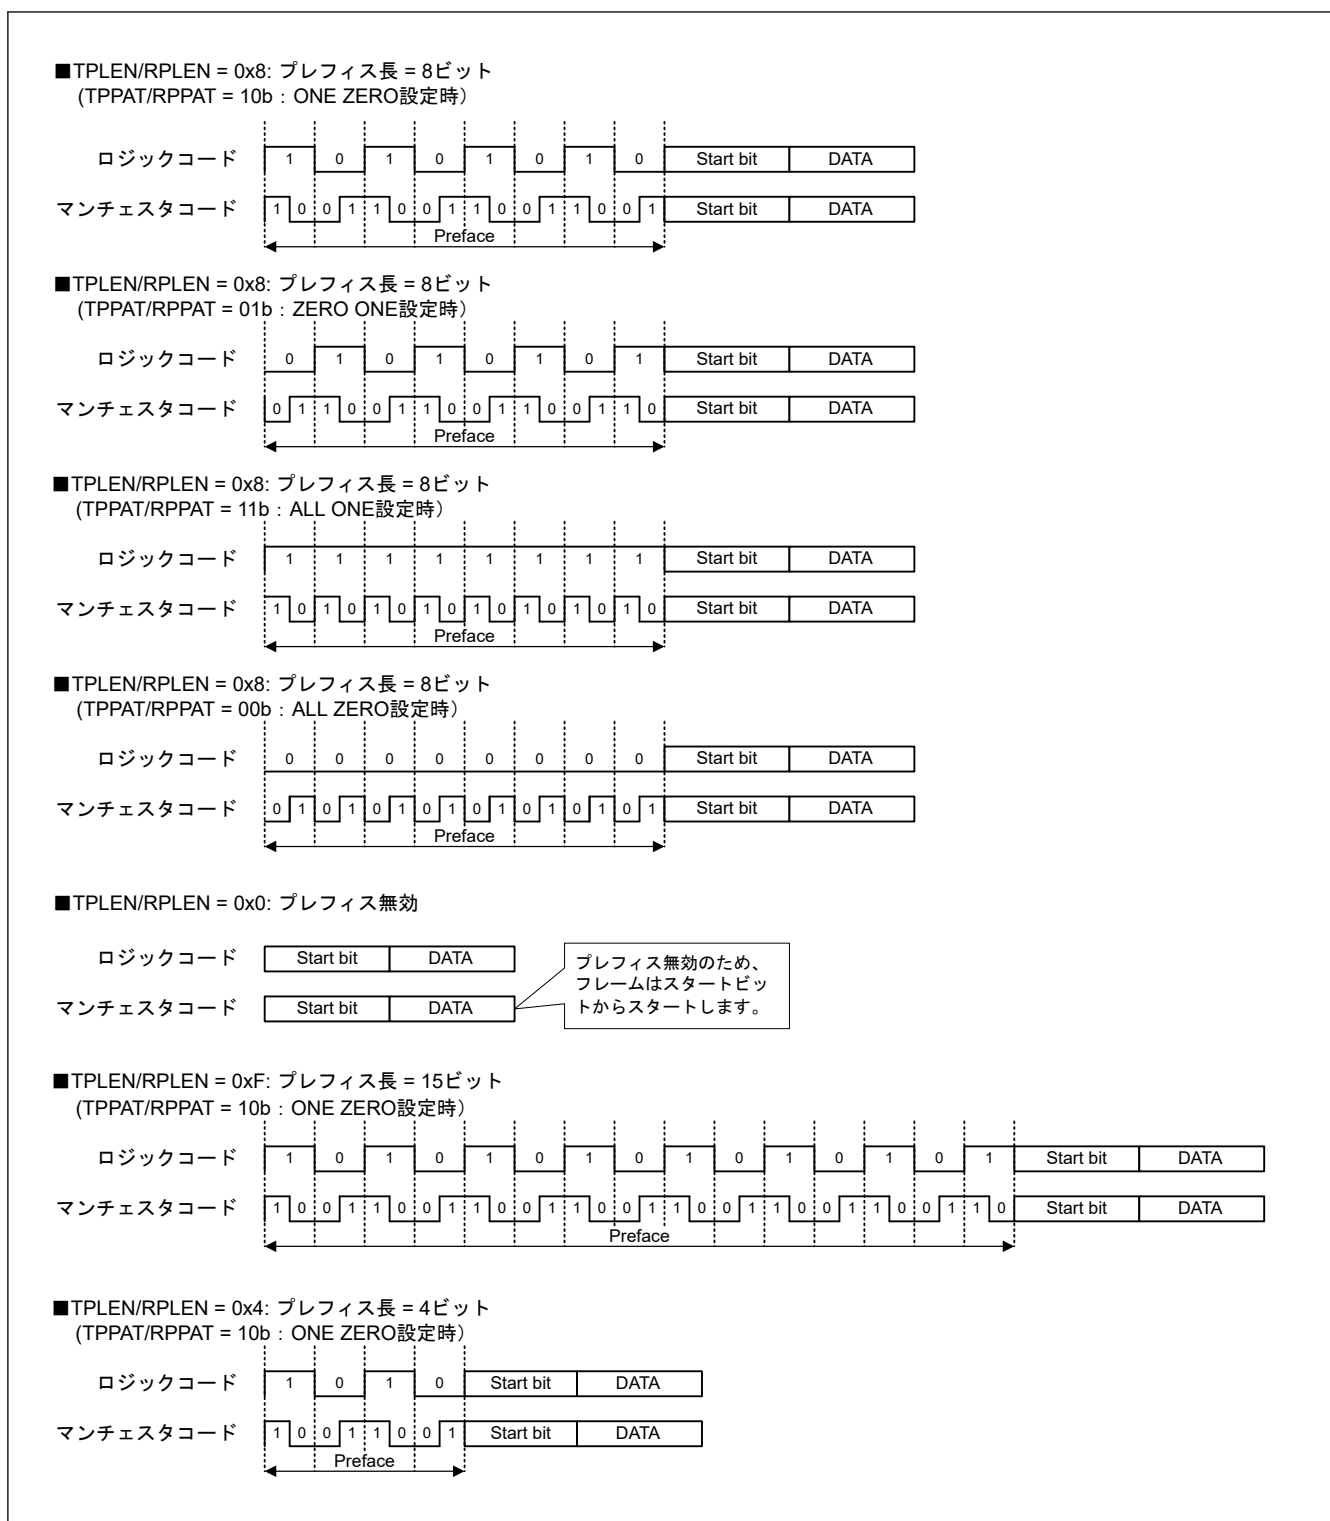 ■TPLEN/RPLEN = 0x8: プレフィス長 = 8ビット
(TPPAT/RPPAT = 10b：ONE ZERO設定時）
ロジックコード 1 0 1 0 1 0 1 0 Start bit DATA
マンチェスタコード 1 0 0 1 1 0 0 1 1 0 0 1 1 0 0 1 Start bit DATA
Preface
■TPLEN/RPLEN = 0x8: プレフィス長 = 8ビット
(TPPAT/RPPAT = 01b：ZERO ONE設定時）
ロジックコード 0 1 0 1 0 1 0 1 Start bit DATA
マンチェスタコード 0 1 1 0 0 1 1 0 0 1 1 0 0 1 1 0 Start bit DATA
Preface
■TPLEN/RPLEN = 0x8: プレフィス長 = 8ビット
(TPPAT/RPPAT = 11b：ALL ONE設定時）
ロジックコード 1 1 1 1 1 1 1 1 Start bit DATA
マンチェスタコード 1 0 1 0 1 0 1 0 1 0 1 0 1 0 1 0 Start bit DATA
Preface
■TPLEN/RPLEN = 0x8: プレフィス長 = 8ビット
(TPPAT/RPPAT = 00b：ALL ZERO設定時）
ロジックコード 0 0 0 0 0 0 0 0 Start bit DATA
マンチェスタコード 0 1 0 1 0 1 0 1 0 1 0 1 0 1 0 1 Start bit DATA
Preface
■TPLEN/RPLEN = 0x0: プレフィス無効
ロジックコード Start bit DATA
マンチェスタコード Start bit DATA
プレフィス無効のため、
フレームはスタートビッ
トからスタートします。
■TPLEN/RPLEN = 0xF: プレフィス長 = 15ビット
(TPPAT/RPPAT = 10b：ONE ZERO設定時）
ロジックコード 1 0 1 0 1 0 1 0 1 0 1 0 1 0 1 Start bit DATA
マンチェスタコード 1 0 0 1 1 0 0 1 1 0 0 1 1 0 0 1 1 0 0 1 1 0 0 1 1 0 0 1 1 0 Start bit DATA
Preface
■TPLEN/RPLEN = 0x4: プレフィス長 = 4ビット
(TPPAT/RPPAT = 10b：ONE ZERO設定時）
ロジックコード 1 0 1 0 Start bit DATA
マンチェスタコード 1 0 0 1 1 0 0 1 Start bit DATA
Preface